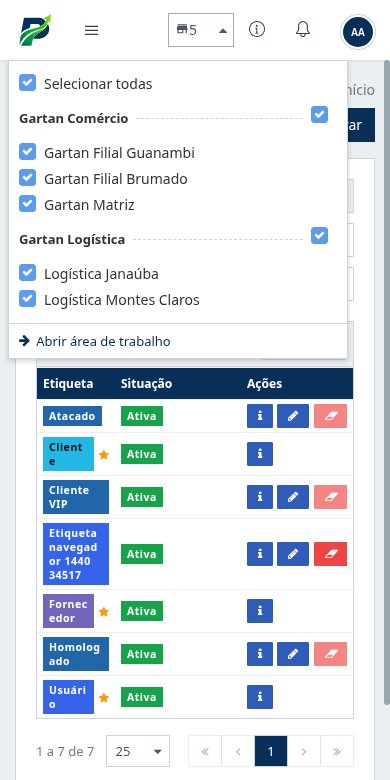 5
AA
Selecionar todas
nício
Gartan Comércio
rar
Gartan Filial Guanambi
Gartan Filial Brumado
Gartan Matriz
Gartan Logística
Logística Janaúba
Logística Montes Claros
Abrir área de trabalho
Etiqueta Situação Ações
Atacado Ativa
Client
e
Ativa
Cliente
VIP
Ativa
Etiqueta
navegad
or 1440
34517
Ativa
Fornec
edor
Ativa
Homolog
ado
Ativa
Usuári
o
Ativa
1 a 7 de 7 25 « ‹ 1 › »